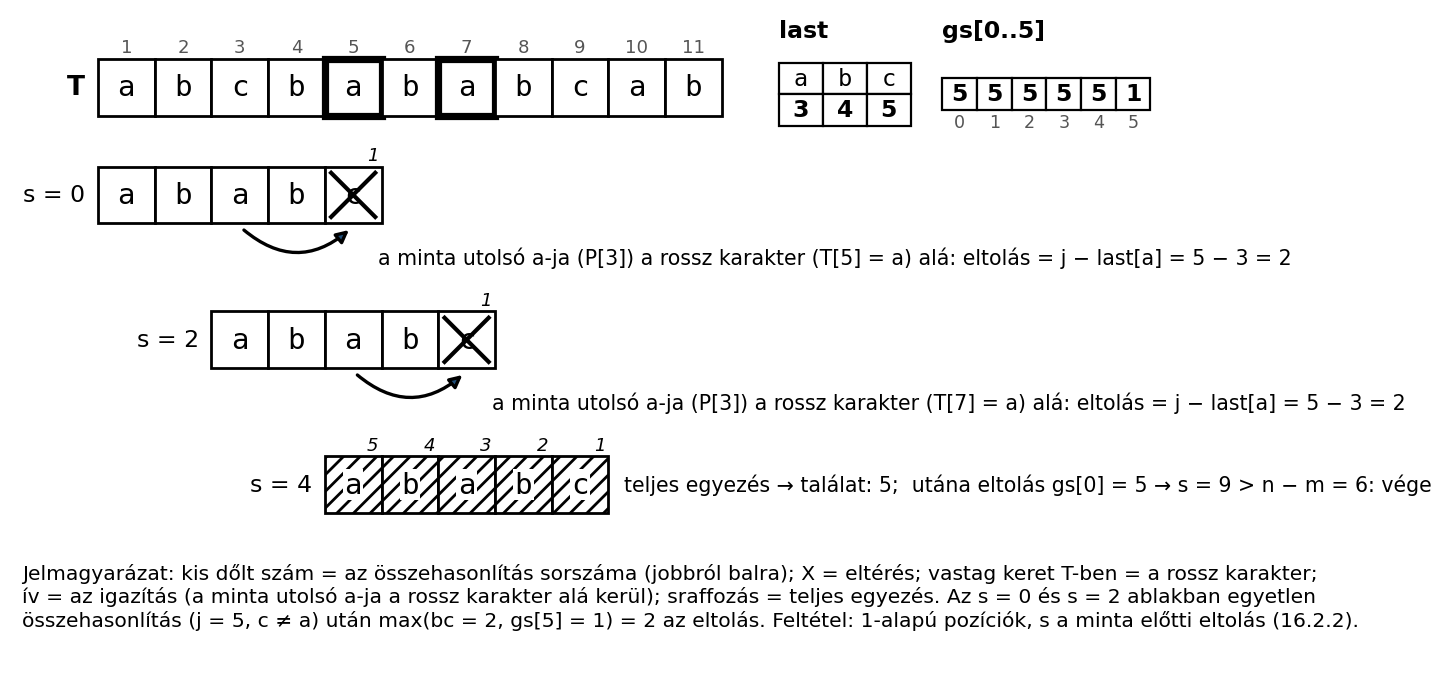 last gs[0..5]
1 2 3 4 5 6 7 8 9 10 11
T a b c b a b a b c a b
a b c
3 4 5
5 5 5 5 5 1
0 1 2 3 4 5
1
s = 0 a b a b c
a minta utolsó a-ja (P[3]) a rossz karakter (T[5] = a) alá: eltolás = j − last[a] = 5 − 3 = 2
1
s = 2 a b a b c
a minta utolsó a-ja (P[3]) a rossz karakter (T[7] = a) alá: eltolás = j − last[a] = 5 − 3 = 2
5 4 3 2 1
s = 4 a b a b c teljes egyezés → találat: 5; utána eltolás gs[0] = 5 → s = 9 > n − m = 6: vége
Jelmagyarázat: kis dőlt szám = az összehasonlítás sorszáma (jobbról balra); X = eltérés; vastag keret T-ben = a rossz karakter;
ív = az igazítás (a minta utolsó a-ja a rossz karakter alá kerül); sraffozás = teljes egyezés. Az s = 0 és s = 2 ablakban egyetlen
összehasonlítás (j = 5, c ≠ a) után max(bc = 2, gs[5] = 1) = 2 az eltolás. Feltétel: 1-alapú pozíciók, s a minta előtti eltolás (16.2.2).